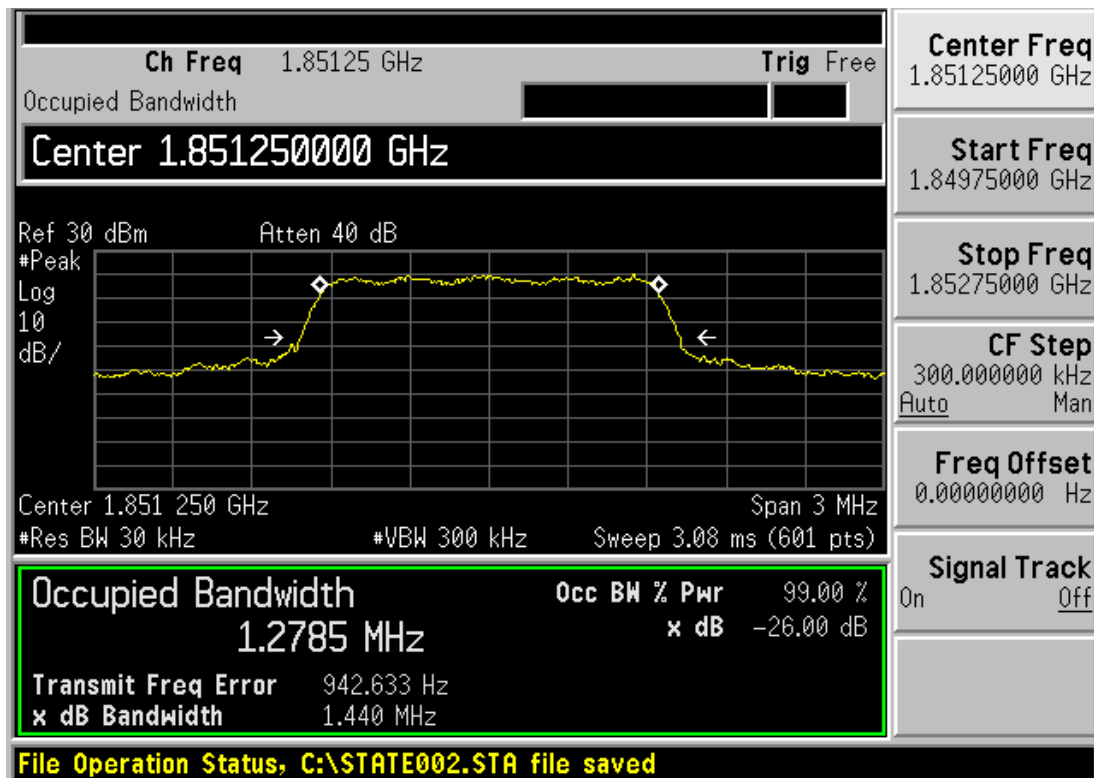 Ch Freq 1.85125 GHz Trig Free
Occupied Bandwidth
Center 1.851250000 GHz
Ref 30 dBm Atten 40 dB
#Peak
Log
10
dB/
Center 1.851 250 GHz Span 3 MHz
#Res BW 30 kHz #VBW 300 kHz Sweep 3.08 ms (601 pts)
Occupied Bandwidth Occ BW % Pwr 99.00 %
1.2785 MHz x dB -26.00 dB
Transmit Freq Error 942.633 Hz
x dB Bandwidth 1.440 MHz
File Operation Status, C:\STATE002.STA file saved
Center Freq
1.85125000 GHz
Start Freq
1.84975000 GHz
Stop Freq
1.85275000 GHz
CF Step
300.000000 kHz
Auto Man
Freq Offset
0.00000000 Hz
Signal Track
On Off